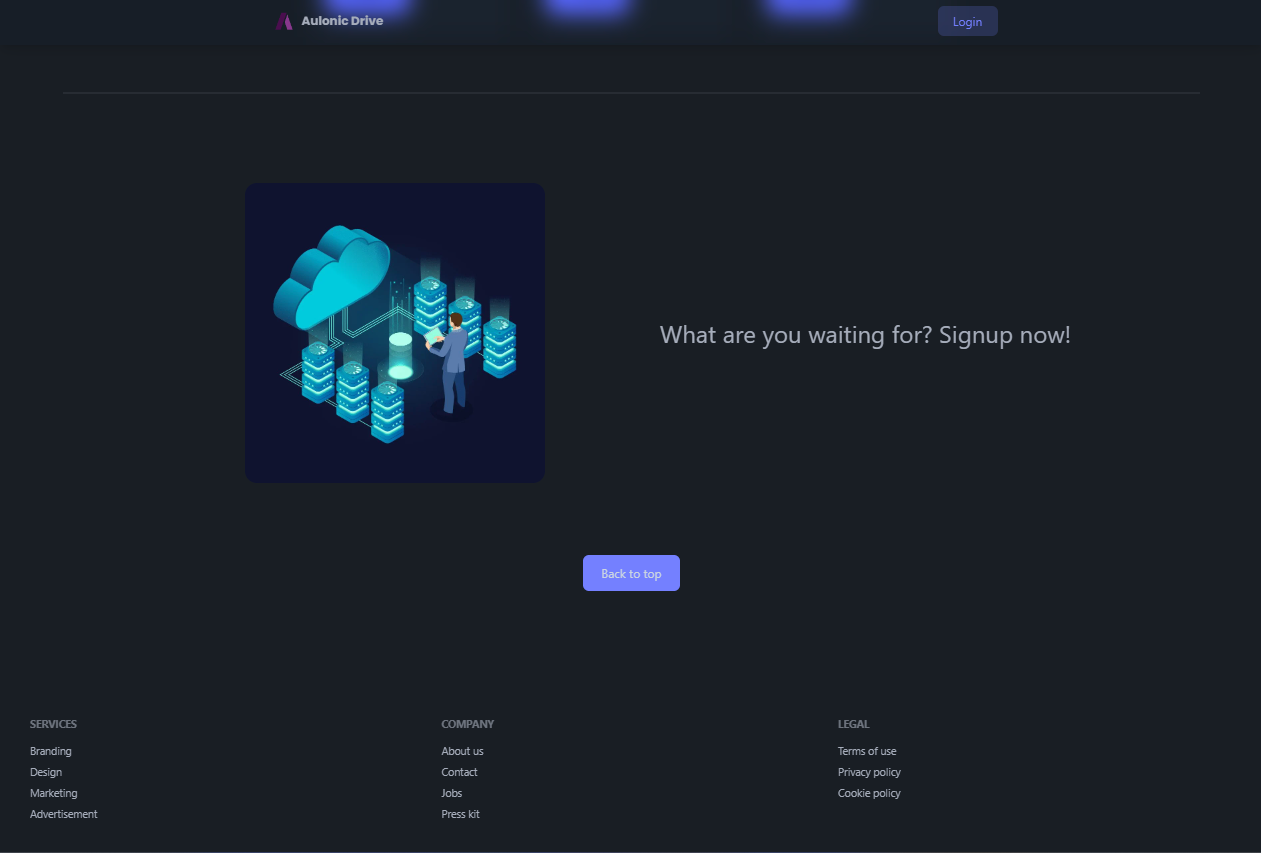 Aulonic Drive
Login
What are you waiting for? Signup now!
Back to top
SERVICES
Branding
Design
Marketing
Advertisement
COMPANY
About us
Contact
Jobs
Press kit
LEGAL
Terms of use
Privacy policy
Cookie policy